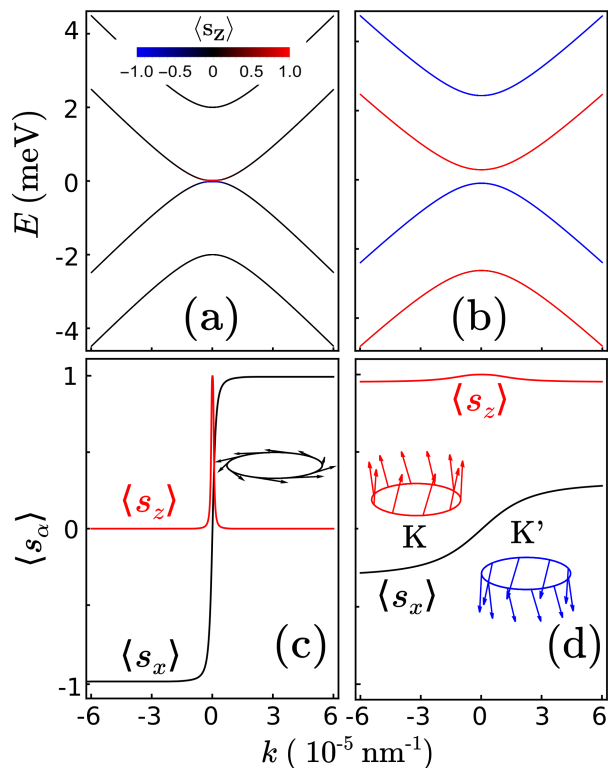 4
2
0
-2
-4
E (meV)
⟨s_z⟩
-1.0 -0.5 0 0.5 1.0
(a)
(b)
1
0
-1
⟨s_α⟩
⟨s_z⟩
⟨s_x⟩
(c)
⟨s_z⟩
K K'
⟨s_x⟩
(d)
-6 -3 0 3 6
-6 -3 0 3 6
k ( 10^-5 nm^-1)